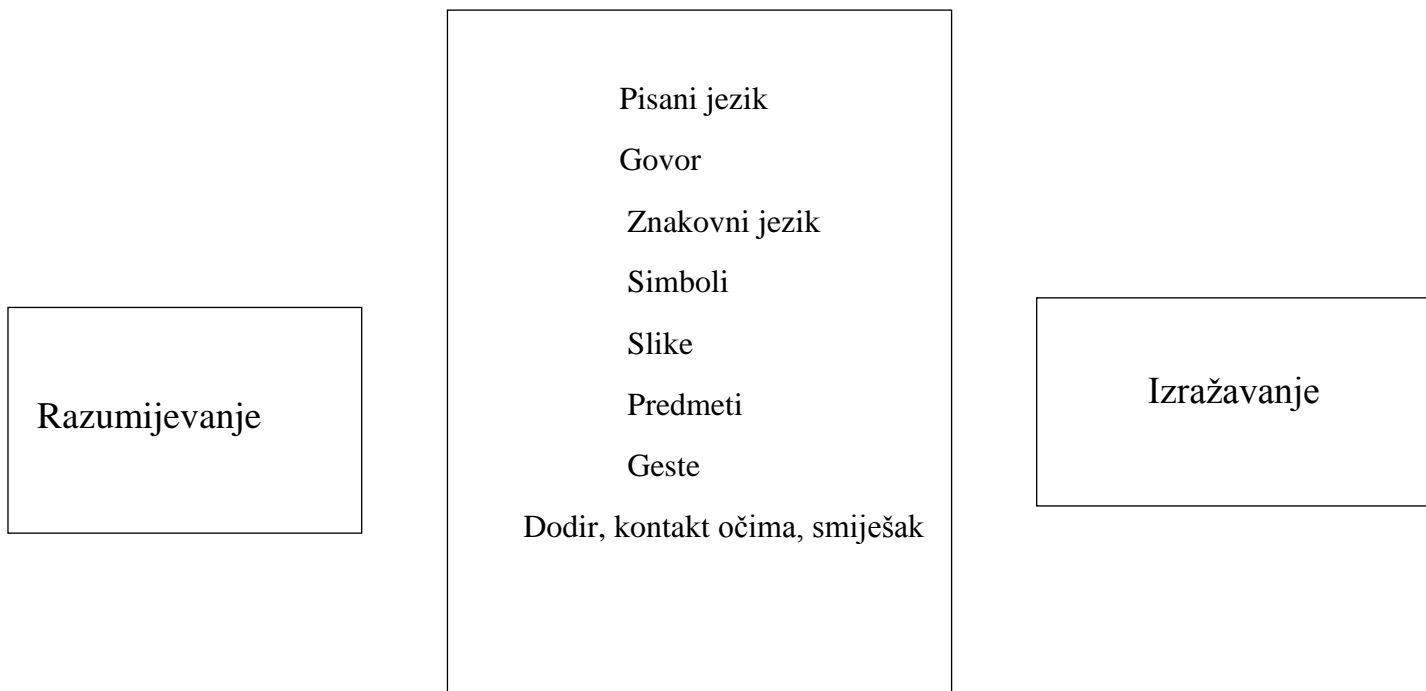 Razumijevanje
Pisani jezik
Govor
Znakovni jezik
Simboli
Slike
Predmeti
Geste
Dodir, kontakt očima, smiješak
Izražavanje